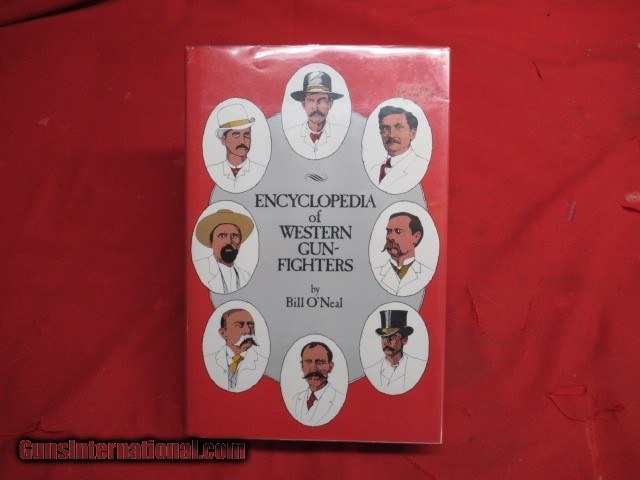 ENCYCLOPEDIA
of
WESTERN
GUN-
FIGHTERS
by
Bill O'Neal
GunsInternational.com